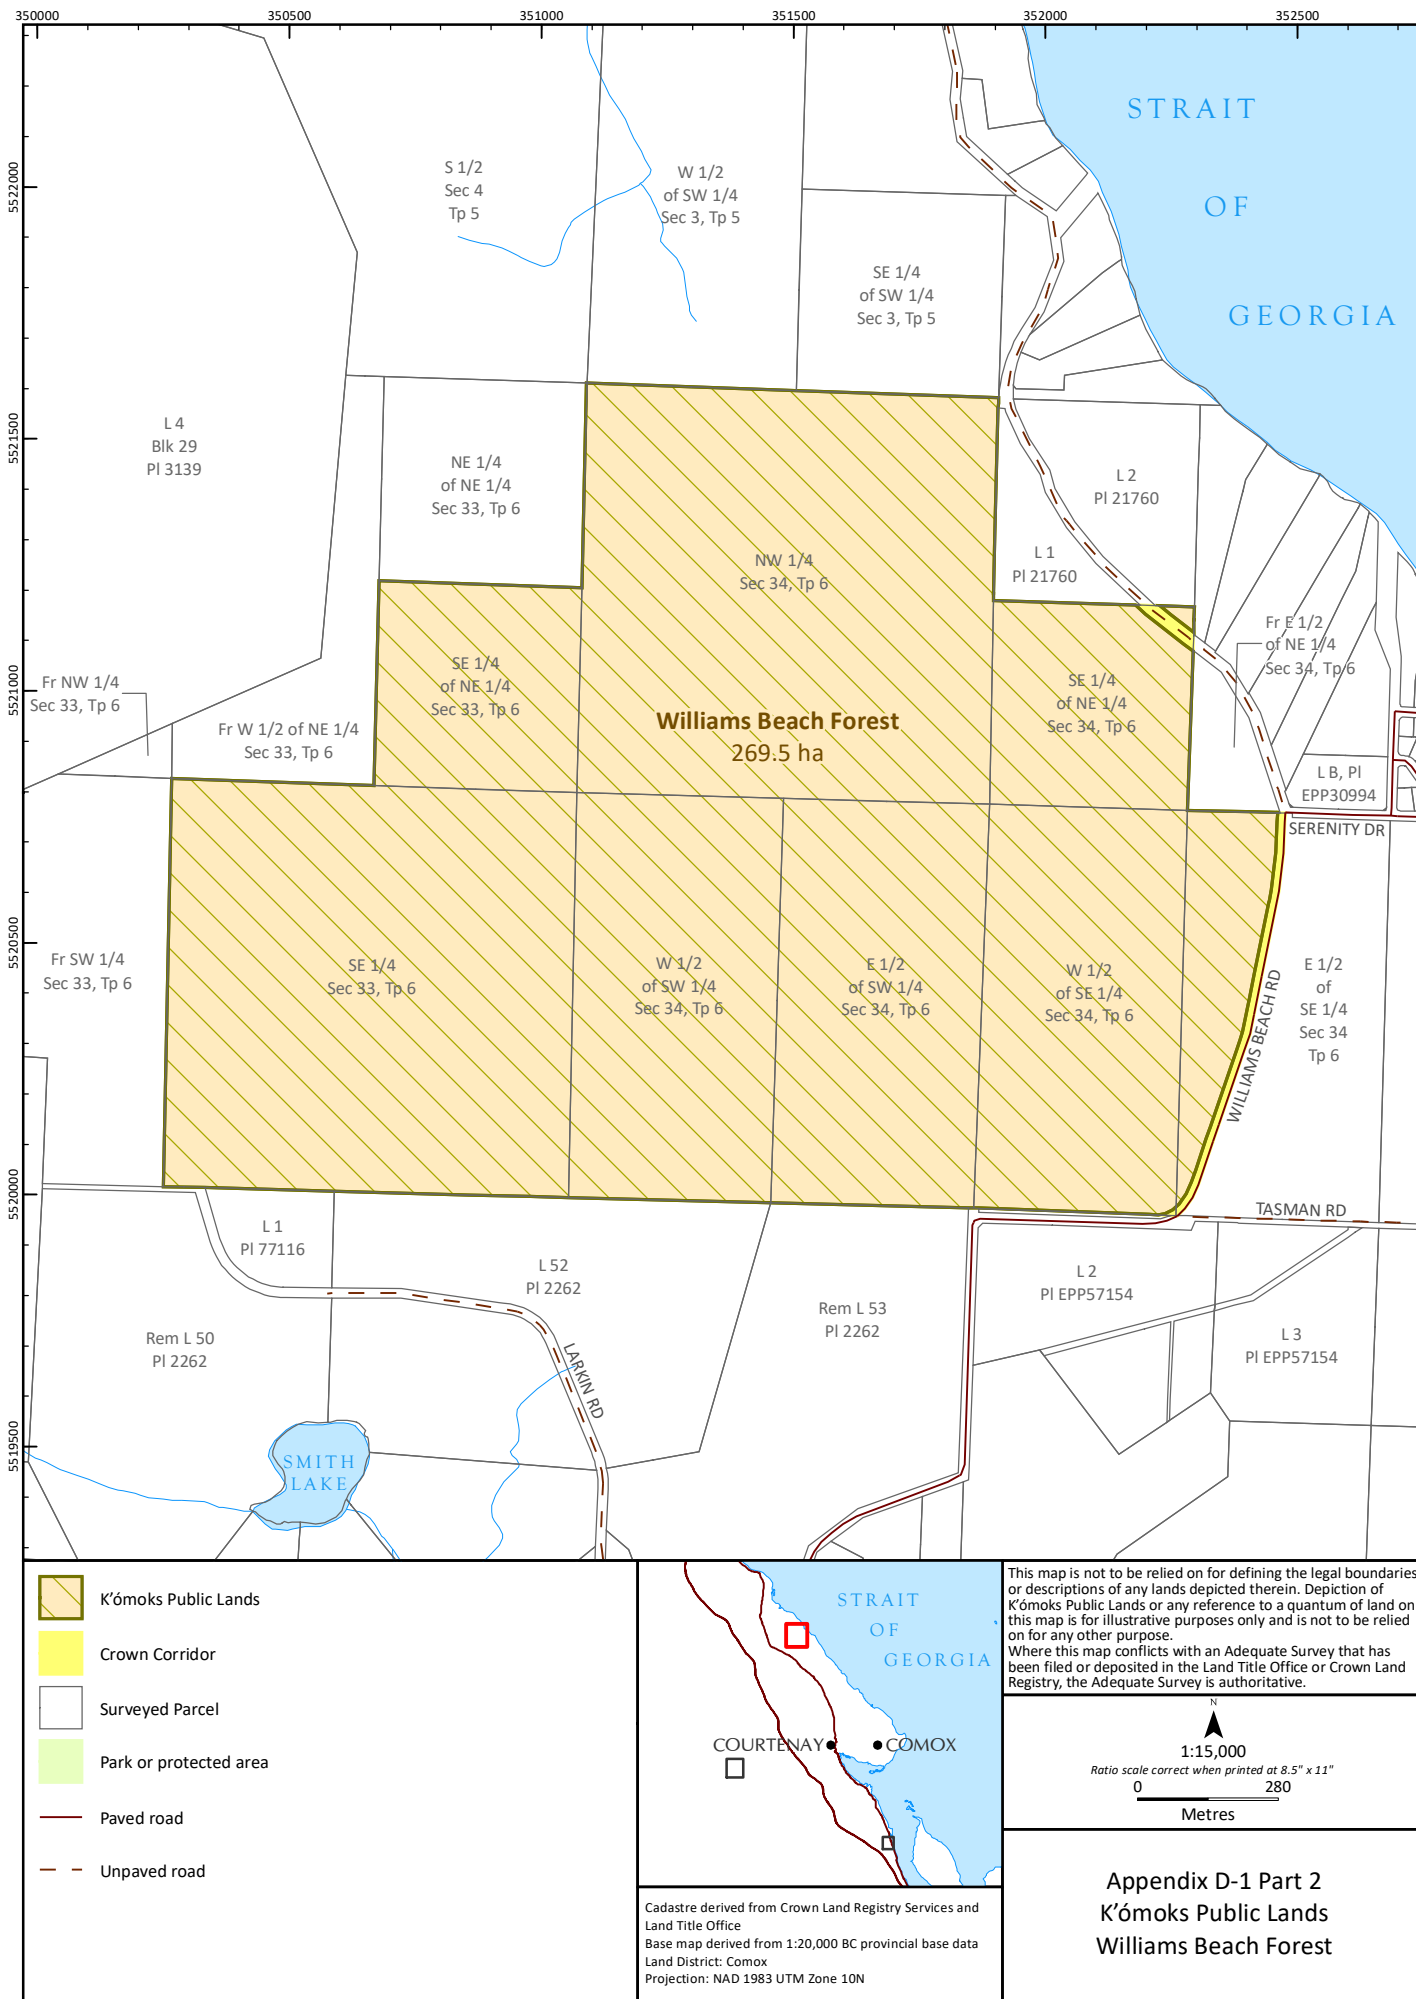 350000
350500
351000
351500
352000
352500
5522000
5521500
5521000
5520500
5520000
5519500
STRAIT
OF
GEORGIA
S 1/2
Sec 4
Tp 5
W 1/2
of SW 1/4
Sec 3, Tp 5
SE 1/4
of SW 1/4
Sec 3, Tp 5
L 4
Blk 29
Pl 3139
NE 1/4
of NE 1/4
Sec 33, Tp 6
L 2
Pl 21760
NW 1/4
Sec 34, Tp 6
L 1
Pl 21760
Fr E 1/2
of NE 1/4
Sec 34, Tp 6
Fr NW 1/4
Sec 33, Tp 6
SE 1/4
of NE 1/4
Sec 33, Tp 6
SE 1/4
of NE 1/4
Sec 34, Tp 6
Fr W 1/2 of NE 1/4
Sec 33, Tp 6
Williams Beach Forest
269.5 ha
L B, Pl
EPP30994
SERENITY DR
Fr SW 1/4
Sec 33, Tp 6
SE 1/4
Sec 33, Tp 6
W 1/2
of SW 1/4
Sec 34, Tp 6
E 1/2
of SW 1/4
Sec 34, Tp 6
W 1/2
of SE 1/4
Sec 34, Tp 6
WILLIAMS BEACH RD
E 1/2
of
SE 1/4
Sec 34
Tp 6
TASMAN RD
L 1
Pl 77116
L 52
Pl 2262
Rem L 53
Pl 2262
L 2
Pl EPP57154
L 3
Pl EPP57154
Rem L 50
Pl 2262
LARKIN RD
SMITH
LAKE
K'ómoks Public Lands
Crown Corridor
Surveyed Parcel
Park or protected area
Paved road
Unpaved road
STRAIT
OF
GEORGIA
COURTENAY
COMOX
Cadastre derived from Crown Land Registry Services and
Land Title Office
Base map derived from 1:20,000 BC provincial base data
Land District: Comox
Projection: NAD 1983 UTM Zone 10N
This map is not to be relied on for defining the legal boundaries
or descriptions of any lands depicted therein. Depiction of
K'ómoks Public Lands or any reference to a quantum of land on
this map is for illustrative purposes only and is not to be relied
on for any other purpose.
Where this map conflicts with an Adequate Survey that has
been filed or deposited in the Land Title Office or Crown Land
Registry, the Adequate Survey is authoritative.
N
1:15,000
Ratio scale correct when printed at 8.5" x 11"
0 280
Metres
Appendix D-1 Part 2
K'ómoks Public Lands
Williams Beach Forest